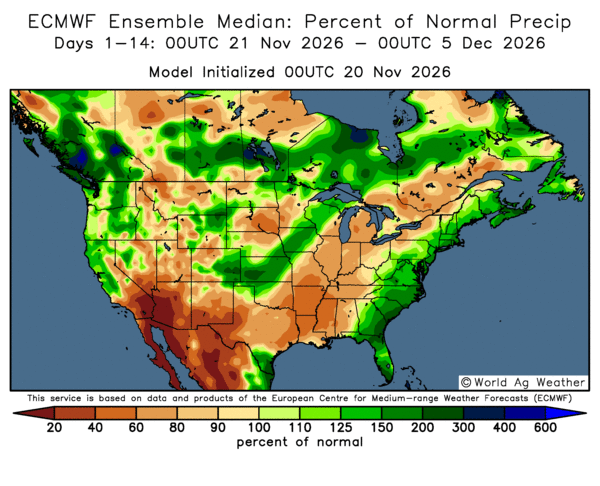 ECMWF Ensemble Median: Percent of Normal Precip
Days 1-14: 00UTC 21 Nov 2026 - 00UTC 5 Dec 2026
Model Initialized 00UTC 20 Nov 2026
© World Ag Weather
This service is based on data and products of the European Centre for Medium-range Weather Forecasts (ECMWF)
20 40 60 80 90 100 110 125 150 200 300 400 600
percent of normal